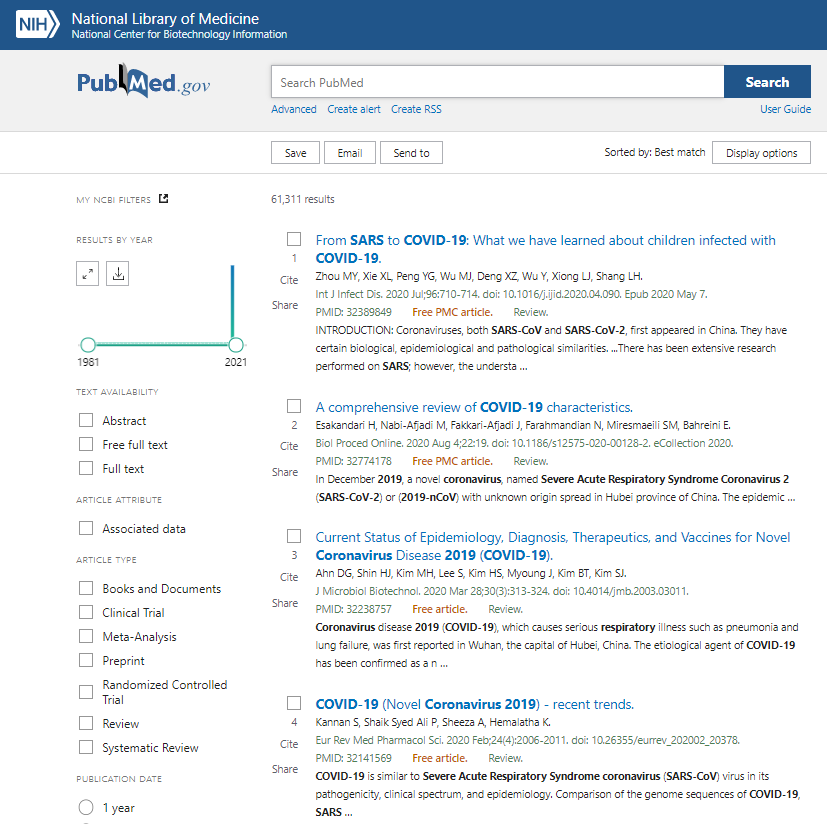 NIH
National Library of Medicine
National Center for Biotechnology Information
PubMed.gov
Search PubMed
Search
Advanced Create alert Create RSS
User Guide
Save Email Send to
Sorted by: Best match Display options
MY NCBI FILTERS
61,311 results
RESULTS BY YEAR
1981 2021
TEXT AVAILABILITY
Abstract
Free full text
Full text
ARTICLE ATTRIBUTE
Associated data
ARTICLE TYPE
Books and Documents
Clinical Trial
Meta-Analysis
Preprint
Randomized Controlled
Trial
Review
Systematic Review
PUBLICATION DATE
1 year
1
Cite
Share
From SARS to COVID-19: What we have learned about children infected with
COVID-19.
Zhou MY, Xie XL, Peng YG, Wu MJ, Deng XZ, Wu Y, Xiong LJ, Shang LH.
Int J Infect Dis. 2020 Jul;96:710-714. doi: 10.1016/j.ijid.2020.04.090. Epub 2020 May 7.
PMID: 32389849 Free PMC article. Review.
INTRODUCTION: Coronaviruses, both SARS-CoV and SARS-CoV-2, first appeared in China. They have
certain biological, epidemiological and pathological similarities. ...There has been extensive research
performed on SARS; however, the understa ...
2
Cite
Share
A comprehensive review of COVID-19 characteristics.
Esakandari H, Nabi-Afjadi M, Fakkari-Afjadi J, Farahmandian N, Miresmaeili SM, Bahreini E.
Biol Proced Online. 2020 Aug 4;22:19. doi: 10.1186/s12575-020-00128-2. eCollection 2020.
PMID: 32774178 Free PMC article. Review.
In December 2019, a novel coronavirus, named Severe Acute Respiratory Syndrome Coronavirus 2
(SARS-CoV-2) or (2019-nCoV) with unknown origin spread in Hubei province of China. The epidemic ...
3
Cite
Share
Current Status of Epidemiology, Diagnosis, Therapeutics, and Vaccines for Novel
Coronavirus Disease 2019 (COVID-19).
Ahn DG, Shin HJ, Kim MH, Lee S, Kim HS, Myoung J, Kim BT, Kim SJ.
J Microbiol Biotechnol. 2020 Mar 28;30(3):313-324. doi: 10.4014/jmb.2003.03011.
PMID: 32238757 Free article. Review.
Coronavirus disease 2019 (COVID-19), which causes serious respiratory illness such as pneumonia and
lung failure, was first reported in Wuhan, the capital of Hubei, China. The etiological agent of COVID-19
has been confirmed as a n ...
4
Cite
Share
COVID-19 (Novel Coronavirus 2019) - recent trends.
Kannan S, Shaik Syed Ali P, Sheeza A, Hemalatha K.
Eur Rev Med Pharmacol Sci. 2020 Feb;24(4):2006-2011. doi: 10.26355/eurrev_202002_20378.
PMID: 32141569 Free article. Review.
COVID-19 is similar to Severe Acute Respiratory Syndrome coronavirus (SARS-CoV) virus in its
pathogenicity, clinical spectrum, and epidemiology. Comparison of the genome sequences of COVID-19,
SARS ...